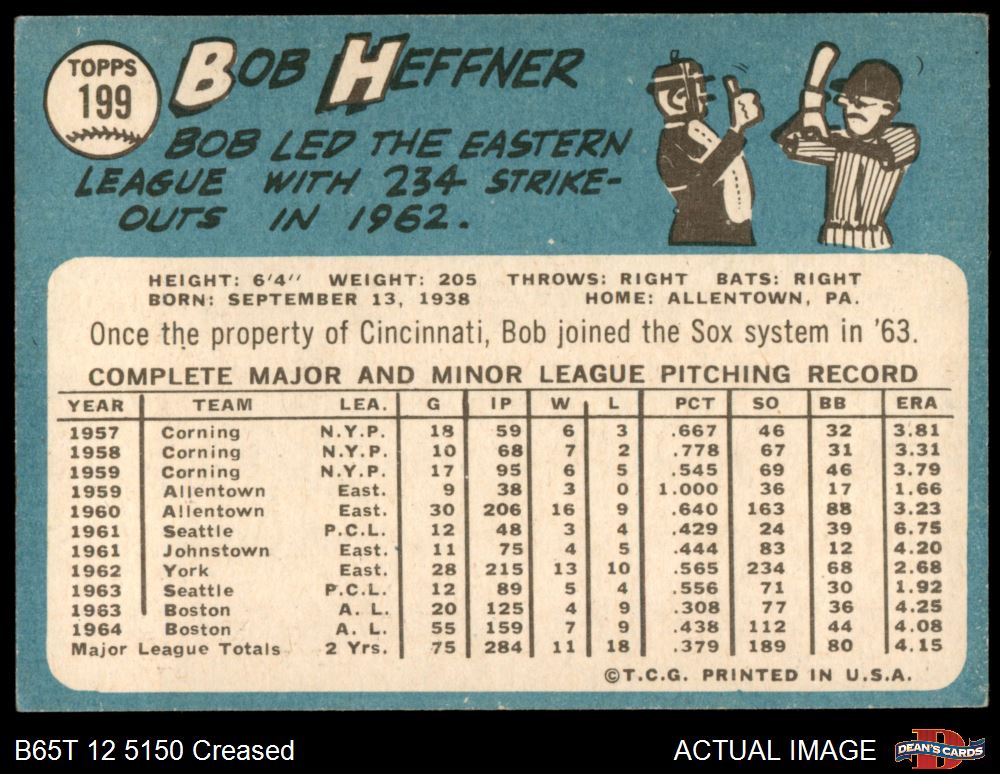 TOPPS
199
BOB HEFFNER
BOB LED THE EASTERN
LEAGUE WITH 234 STRIKE-
OUTS IN 1962.
HEIGHT: 6'4" WEIGHT: 205 THROWS: RIGHT BATS: RIGHT
BORN: SEPTEMBER 13, 1938 HOME: ALLENTOWN, PA.
Once the property of Cincinnati, Bob joined the Sox system in '63.
COMPLETE MAJOR AND MINOR LEAGUE PITCHING RECORD
YEAR TEAM LEA. G IP W L PCT SO BB ERA
1957 Corning N.Y.P. 18 59 6 3 .667 46 32 3.81
1958 Corning N.Y.P. 10 68 7 2 .778 67 31 3.31
1959 Corning N.Y.P. 17 95 6 5 .545 69 46 3.79
1959 Allentown East. 9 38 3 0 1.000 36 17 1.66
1960 Allentown East. 30 206 16 9 .640 163 88 3.23
1961 Seattle P.C.L. 12 48 3 4 .429 24 39 6.75
1961 Johnstown East. 11 75 4 5 .444 83 12 4.20
1962 York East. 28 215 13 10 .565 234 68 2.68
1963 Seattle P.C.L. 12 89 5 4 .556 71 30 1.92
1963 Boston A. L. 20 125 4 9 .308 77 36 4.25
1964 Boston A. L. 55 159 7 9 .438 112 44 4.08
Major League Totals 2 Yrs. 75 284 11 18 .379 189 80 4.15
©T.C.G. PRINTED IN U.S.A.
B65T 12 5150 Creased
ACTUAL IMAGE
D
DEAN'S CARDS